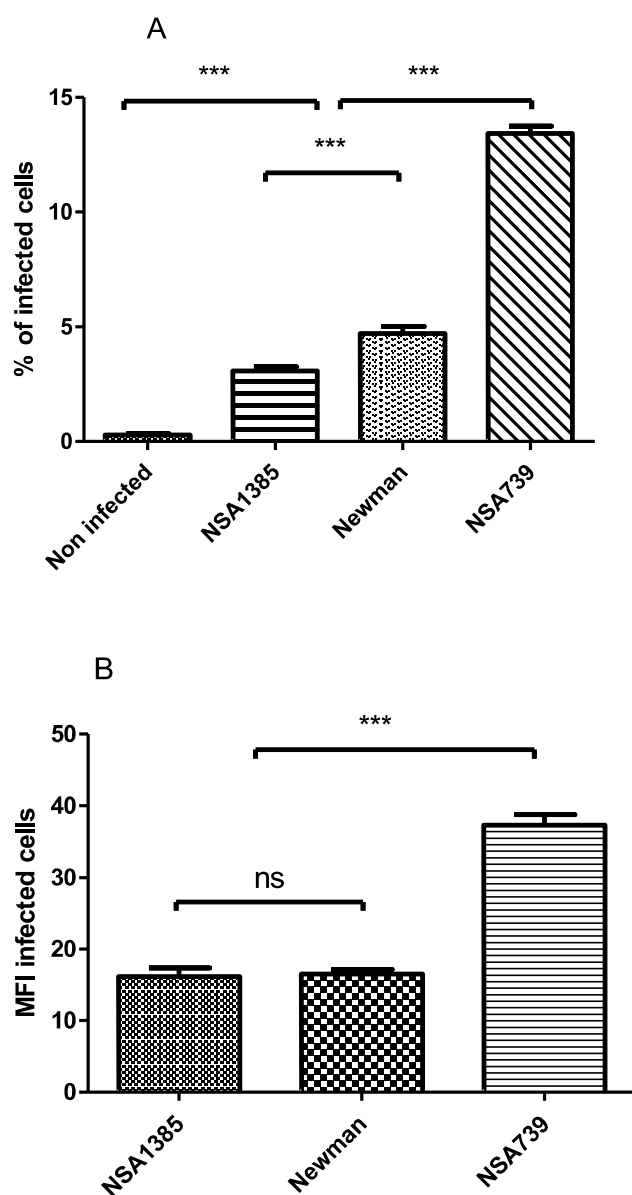 A
*** ***
***
15
10
5
0
% of infected cells
Non infected
NSA1385
Newman
NSA739
B
***
ns
50
40
30
20
10
0
MFI infected cells
NSA1385
Newman
NSA739